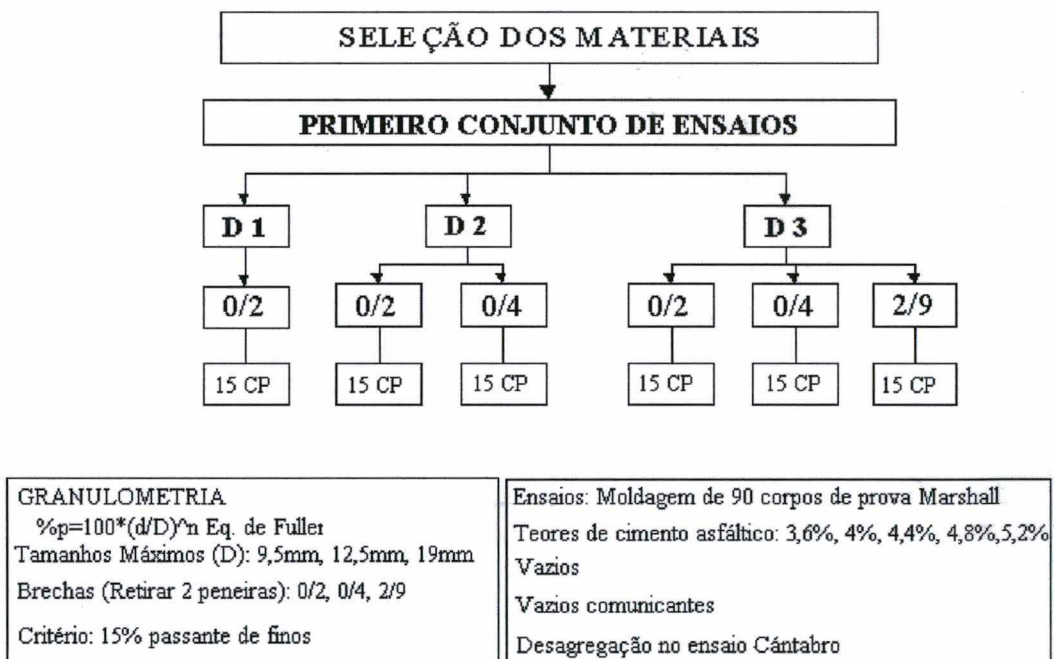 SELEÇÃO DOS MATERIAIS
PRIMEIRO CONJUNTO DE ENSAIOS
D 1 D 2 D 3
0/2 0/2 0/4 0/2 0/4 2/9
15 CP 15 CP 15 CP 15 CP 15 CP 15 CP
GRANULOMETRIA
%p=100*(d/D)^n Eq. de Fuller
Tamanhos Máximos (D): 9,5mm, 12,5mm, 19mm
Brechas (Retirar 2 peneiras): 0/2, 0/4, 2/9
Critério: 15% passante de finos
Ensaios: Moldagem de 90 corpos de prova Marshall
Teores de cimento asfáltico: 3,6%, 4%, 4,4%, 4,8%,5,2%
Vazios
Vazios comunicantes
Desagregação no ensaio Cántabro